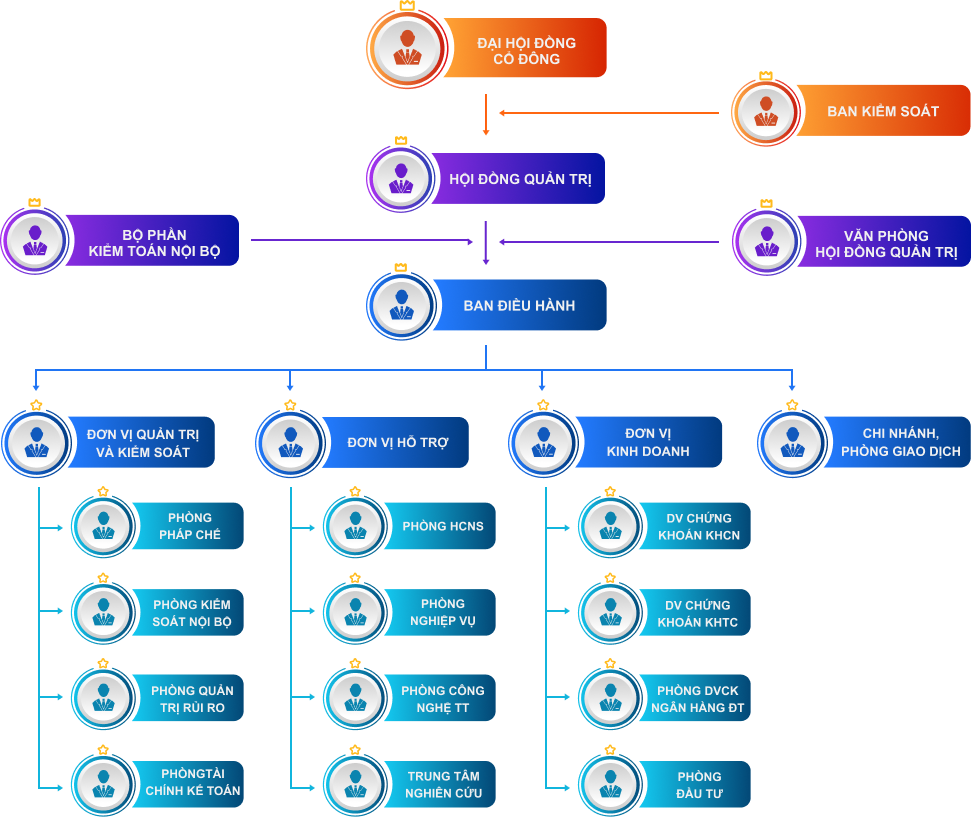 ĐẠI HỘI ĐỒNG
CỔ ĐÔNG
BAN KIỂM SOÁT
HỘI ĐỒNG QUẢN TRỊ
BỘ PHẦN
KIỂM TOÁN NỘI BỘ
VĂN PHÒNG
HỘI ĐỒNG QUẢN TRỊ
BAN ĐIỀU HÀNH
ĐƠN VỊ QUẢN TRỊ
VÀ KIỂM SOÁT
ĐƠN VỊ HỖ TRỢ
ĐƠN VỊ
KINH DOANH
CHI NHÁNH,
PHÒNG GIAO DỊCH
PHÒNG
PHÁP CHẾ
PHÒNG HCNS
DV CHỨNG
KHOÁN KHCN
PHÒNG KIỂM
SOÁT NỘI BỘ
PHÒNG
NGHIỆP VỤ
DV CHỨNG
KHOÁN KHTC
PHÒNG QUẢN
TRỊ RỦI RO
PHÒNG CÔNG
NGHỆ TT
PHÒNG DVCK
NGÂN HÀNG ĐT
PHÒNGTÀI
CHÍNH KẾ TOÁN
TRUNG TÂM
NGHIÊN CỨU
PHÒNG
ĐẦU TƯ